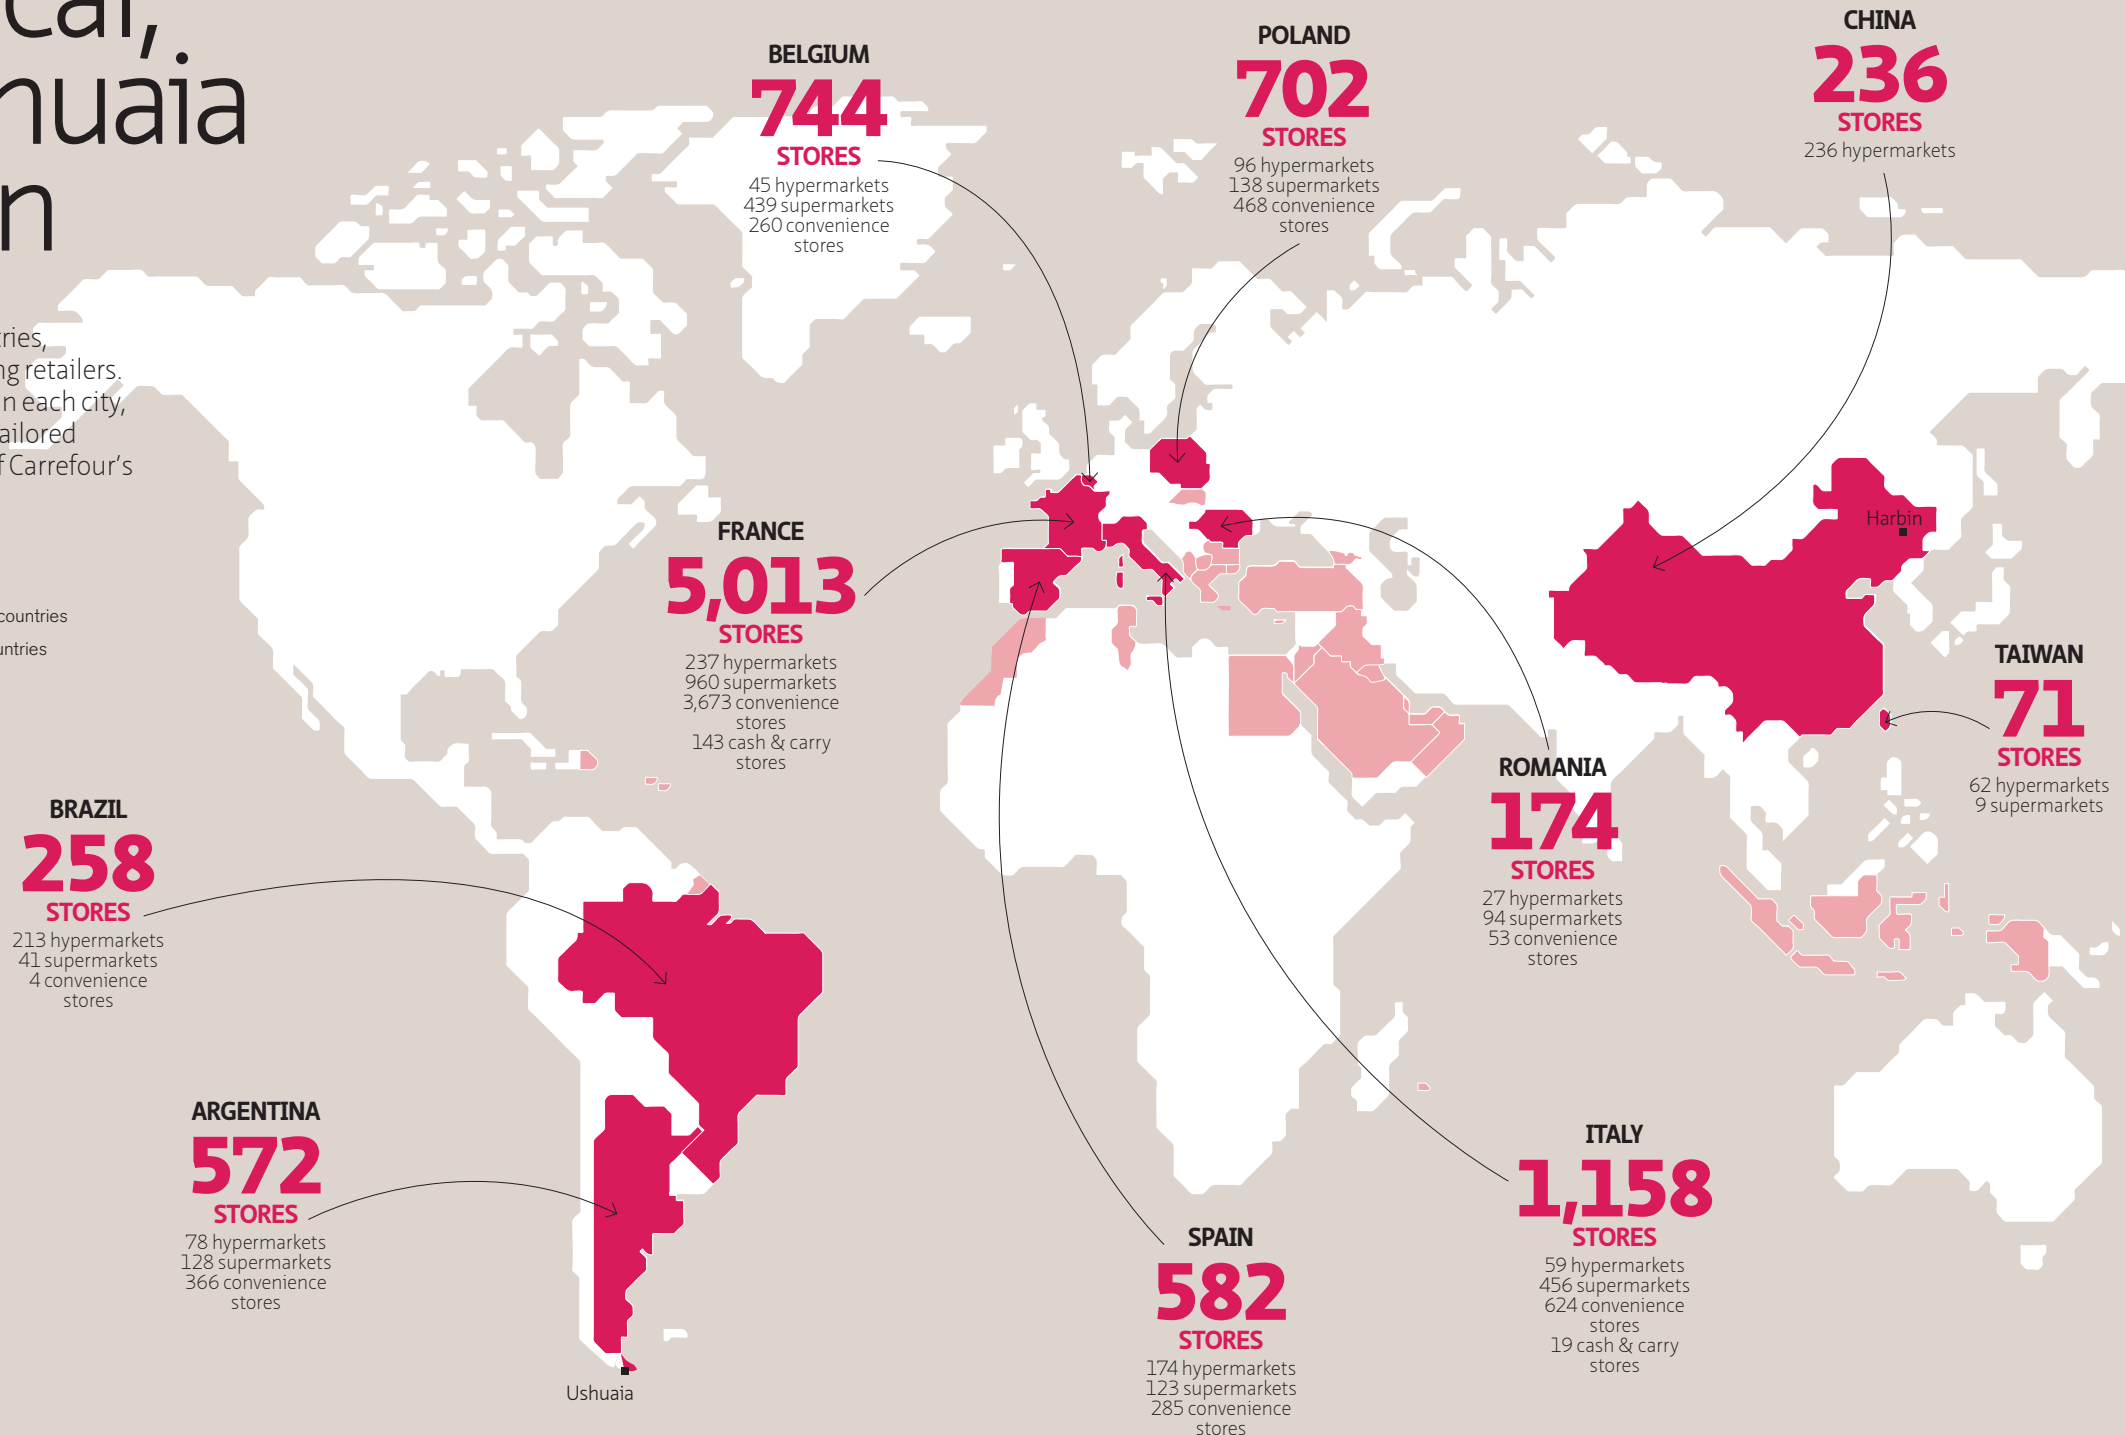 cal,
huaia
n
tries,
ng retailers.
n each city,
ailored
f Carrefour's
countries
untries
BELGIUM
744
STORES
45 hypermarkets
439 supermarkets
260 convenience
stores
POLAND
702
STORES
96 hypermarkets
138 supermarkets
468 convenience
stores
CHINA
236
STORES
236 hypermarkets
Harbin
FRANCE
5,013
STORES
237 hypermarkets
960 supermarkets
3,673 convenience
stores
143 cash & carry
stores
TAIWAN
71
STORES
62 hypermarkets
9 supermarkets
ROMANIA
174
STORES
27 hypermarkets
94 supermarkets
53 convenience
stores
BRAZIL
258
STORES
213 hypermarkets
41 supermarkets
4 convenience
stores
ARGENTINA
572
STORES
78 hypermarkets
128 supermarkets
366 convenience
stores
Ushuaia
SPAIN
582
STORES
174 hypermarkets
123 supermarkets
285 convenience
stores
ITALY
1,158
STORES
59 hypermarkets
456 supermarkets
624 convenience
stores
19 cash & carry
stores